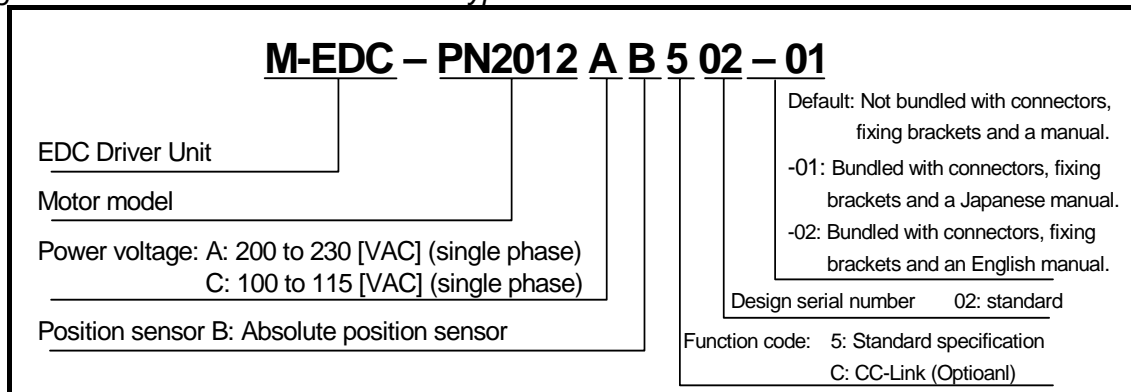 M-EDC – PN2012 A B 5 02 – 01
Default: Not bundled with connectors,
fixing brackets and a manual.
EDC Driver Unit
-01: Bundled with connectors, fixing
brackets and a Japanese manual.
Motor model
-02: Bundled with connectors, fixing
brackets and an English manual.
Power voltage: A: 200 to 230 [VAC] (single phase)
C: 100 to 115 [VAC] (single phase)
Design serial number 02: standard
Position sensor B: Absolute position sensor
Function code: 5: Standard specification
C: CC-Link (Optioanl)